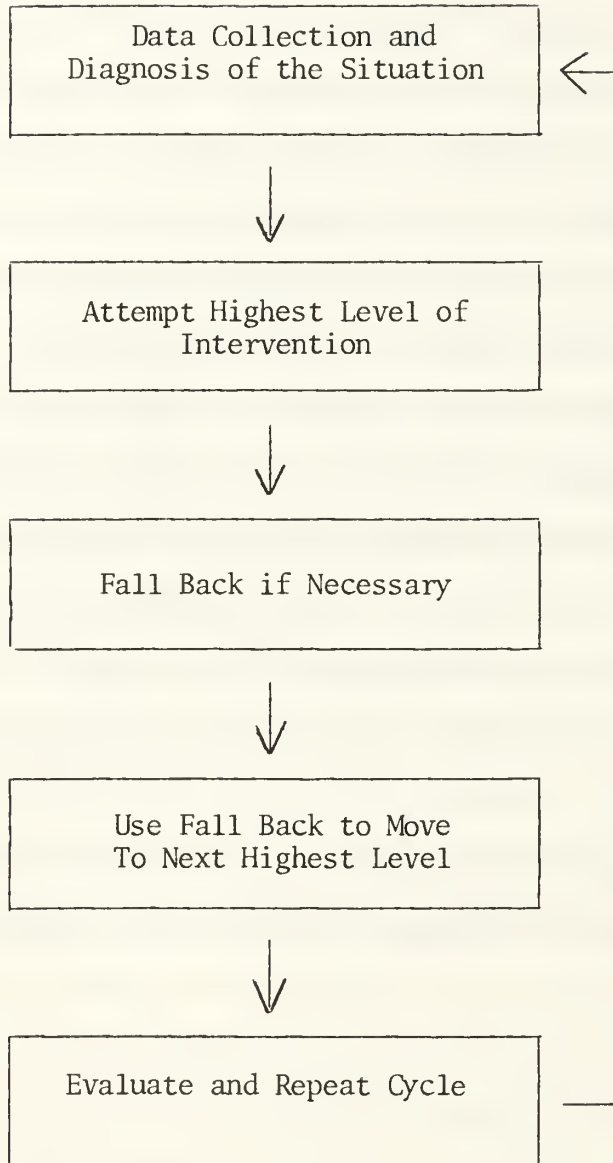 Data Collection and
Diagnosis of the Situation
Attempt Highest Level of
Intervention
Fall Back if Necessary
Use Fall Back to Move
To Next Highest Level
Evaluate and Repeat Cycle